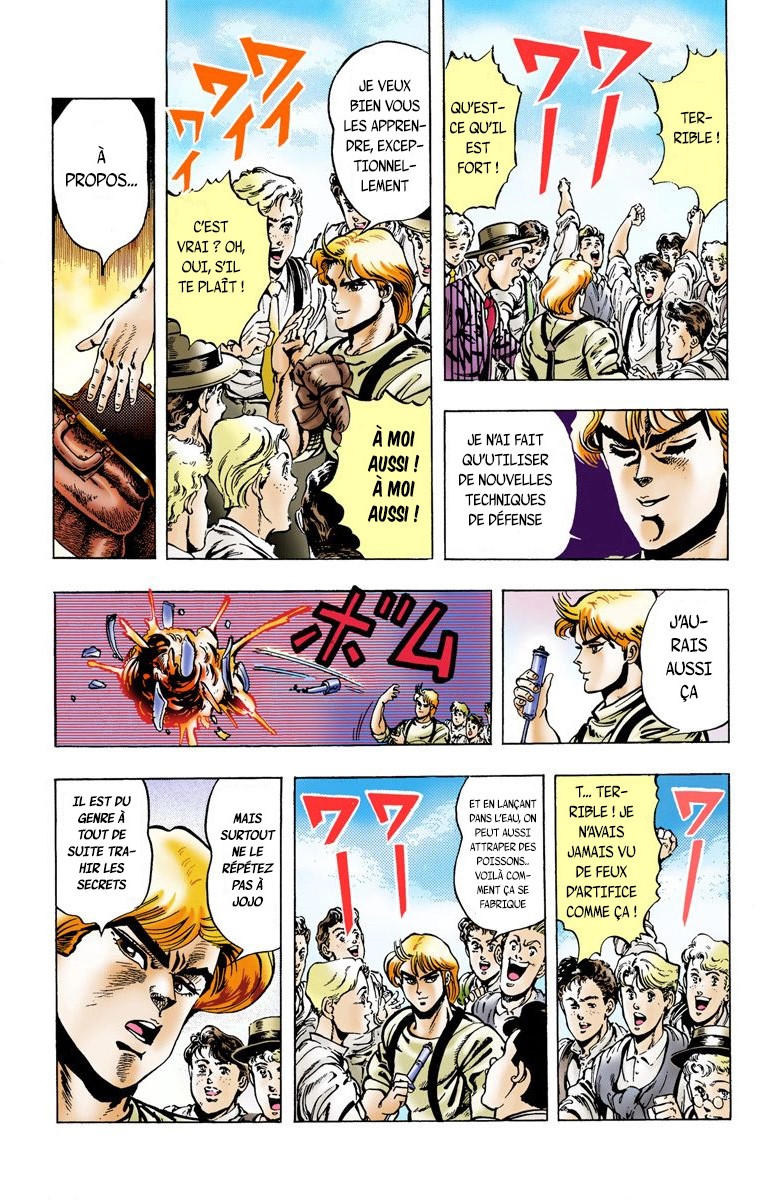 TER-
RIBLE !
ワー
ワー
QU'EST-
CE QU'IL
EST
FORT !
JE N'AI FAIT
QU'UTILISER
DE NOUVELLES
TECHNIQUES
DE DÉFENSE
JE VEUX
BIEN VOUS
LES APPREN-
DRE, EXCEP-
TIONNEL-
LEMENT
ワイ
ワイ
ワイ
C'EST
VRAI ? OH,
OUI, S'IL
TE PLAÎT !
À MOI
AUSSI !
À MOI
AUSSI !
À
PROPOS...
J'AU-
RAIS
AUSSI
ÇA
ボム
ワー
T... TER-
RIBLE ! JE
N'AVAIS
JAMAIS VU
DE FEUX
D'ARTIFICE
COMME ÇA !
ET EN LANÇANT
DANS L'EAU, ON
PEUT AUSSI
ATTRAPER DES
POISSONS..
VOILÀ COM-
MENT ÇA SE
FABRIQUE
ワー
ワー
MAIS
SURTOUT
NE LE
RÉPÉTEZ
PAS À
JOJO
IL EST DU
GENRE À
TOUT DE
SUITE TRA-
HIR LES
SECRETS